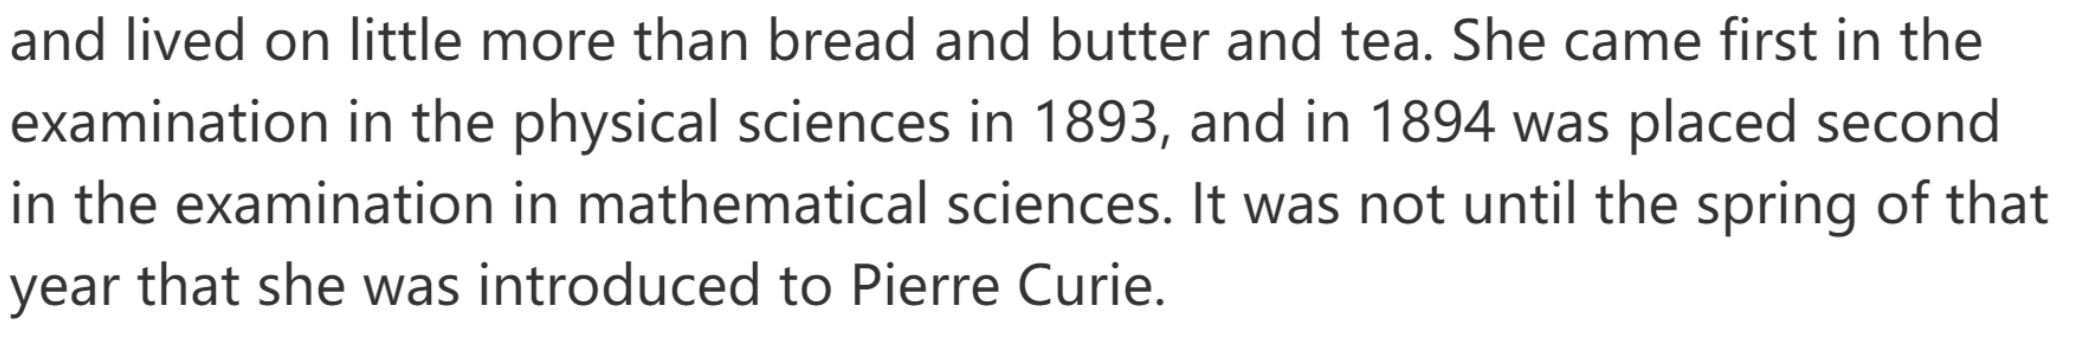 and lived on little more than bread and butter and tea. She came first in the
examination in the physical sciences in 1893, and in 1894 was placed second
in the examination in mathematical sciences. It was not until the spring of that
year that she was introduced to Pierre Curie.